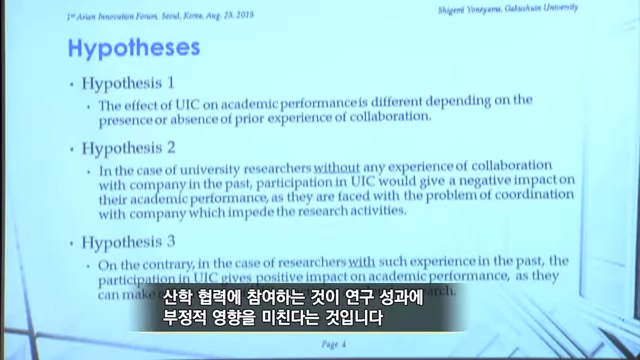 1st Asian Innovation Forum, Seoul, Korea, Aug. 25, 2015
Shigemi Yoneyama, Gakushuin University
Hypotheses
• Hypothesis 1
• The effect of UIC on academic performance is different depending on the
presence or absence of prior experience of collaboration.
• Hypothesis 2
• In the case of university researchers without any experience of collaboration
with company in the past, participation in UIC would give a negative impact on
their academic performance, as they are faced with the problem of coordination
with company which impede the research activities.
• Hypothesis 3
• On the contrary, in the case of researchers with such experience in the past, the
participation in UIC gives positive impact on academic performance, as they
can make
산학 협력에 참여하는 것이 연구 성과에
부정적 영향을 미친다는 것입니다
Page 4